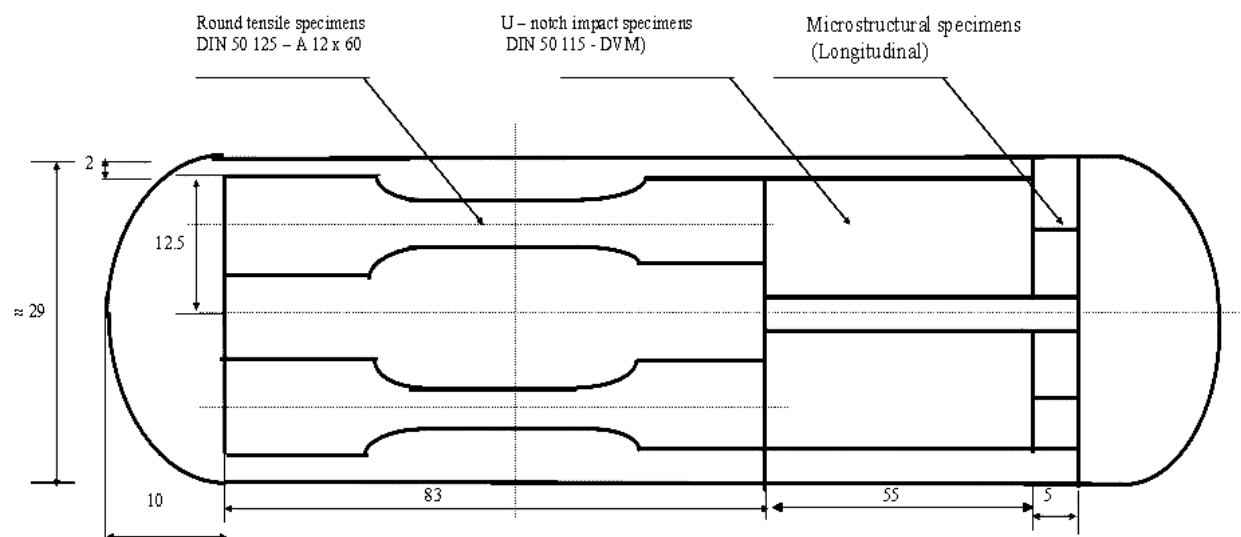 Round tensile specimens
DIN 50 125 – A 12 x 60
U – notch impact specimens
DIN 50 115 - DVM)
Microstructural specimens
(Longitudinal)
2
12.5
≈ 29
10
83
55
5